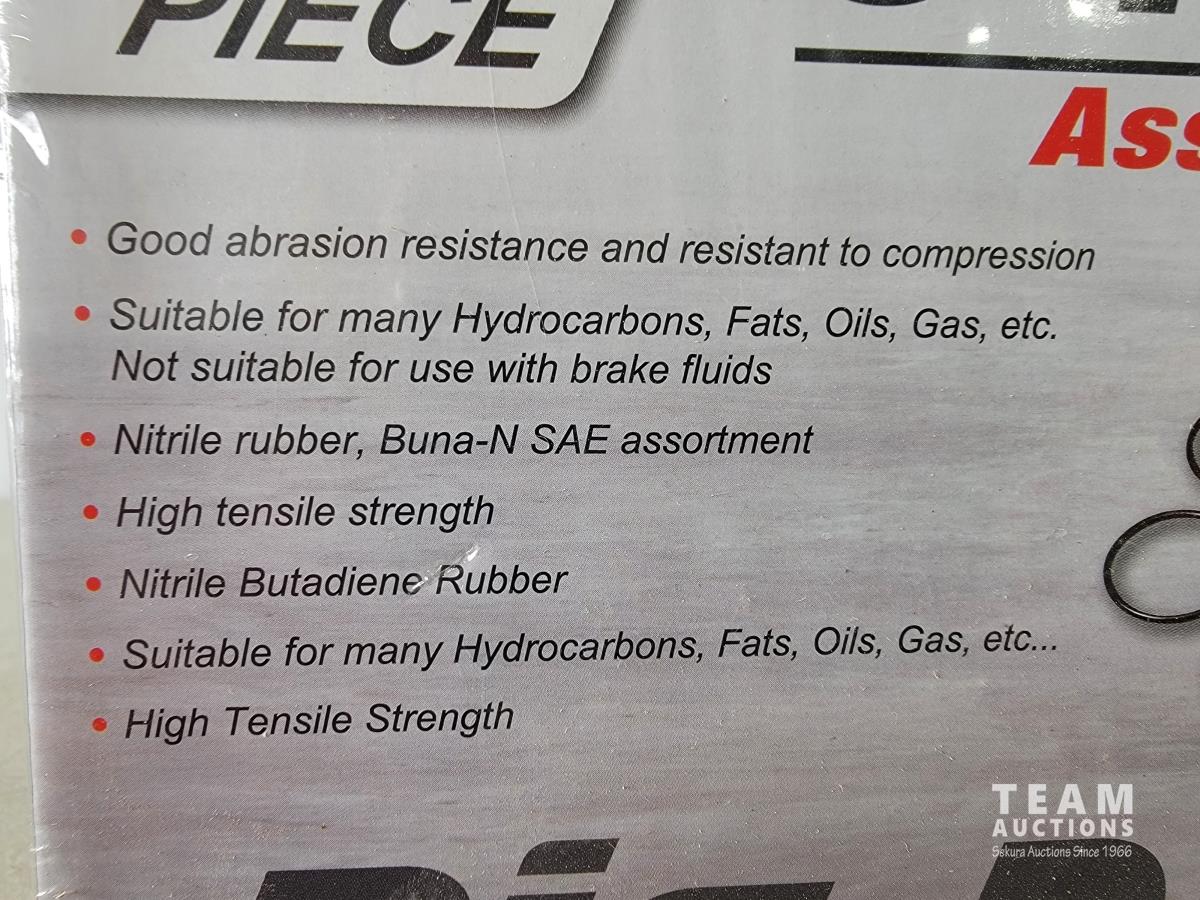 PIECE
Good abrasion resistance and resistant to compression
Suitable for many Hydrocarbons, Fats, Oils, Gas, etc.
Not suitable for use with brake fluids
Nitrile rubber, Buna-N SAE assortment
High tensile strength
Nitrile Butadiene Rubber
Suitable for many Hydrocarbons, Fats, Oils, Gas, etc...
High Tensile Strength
TEAM
AUCTIONS
Sekura Auctions Since 1966